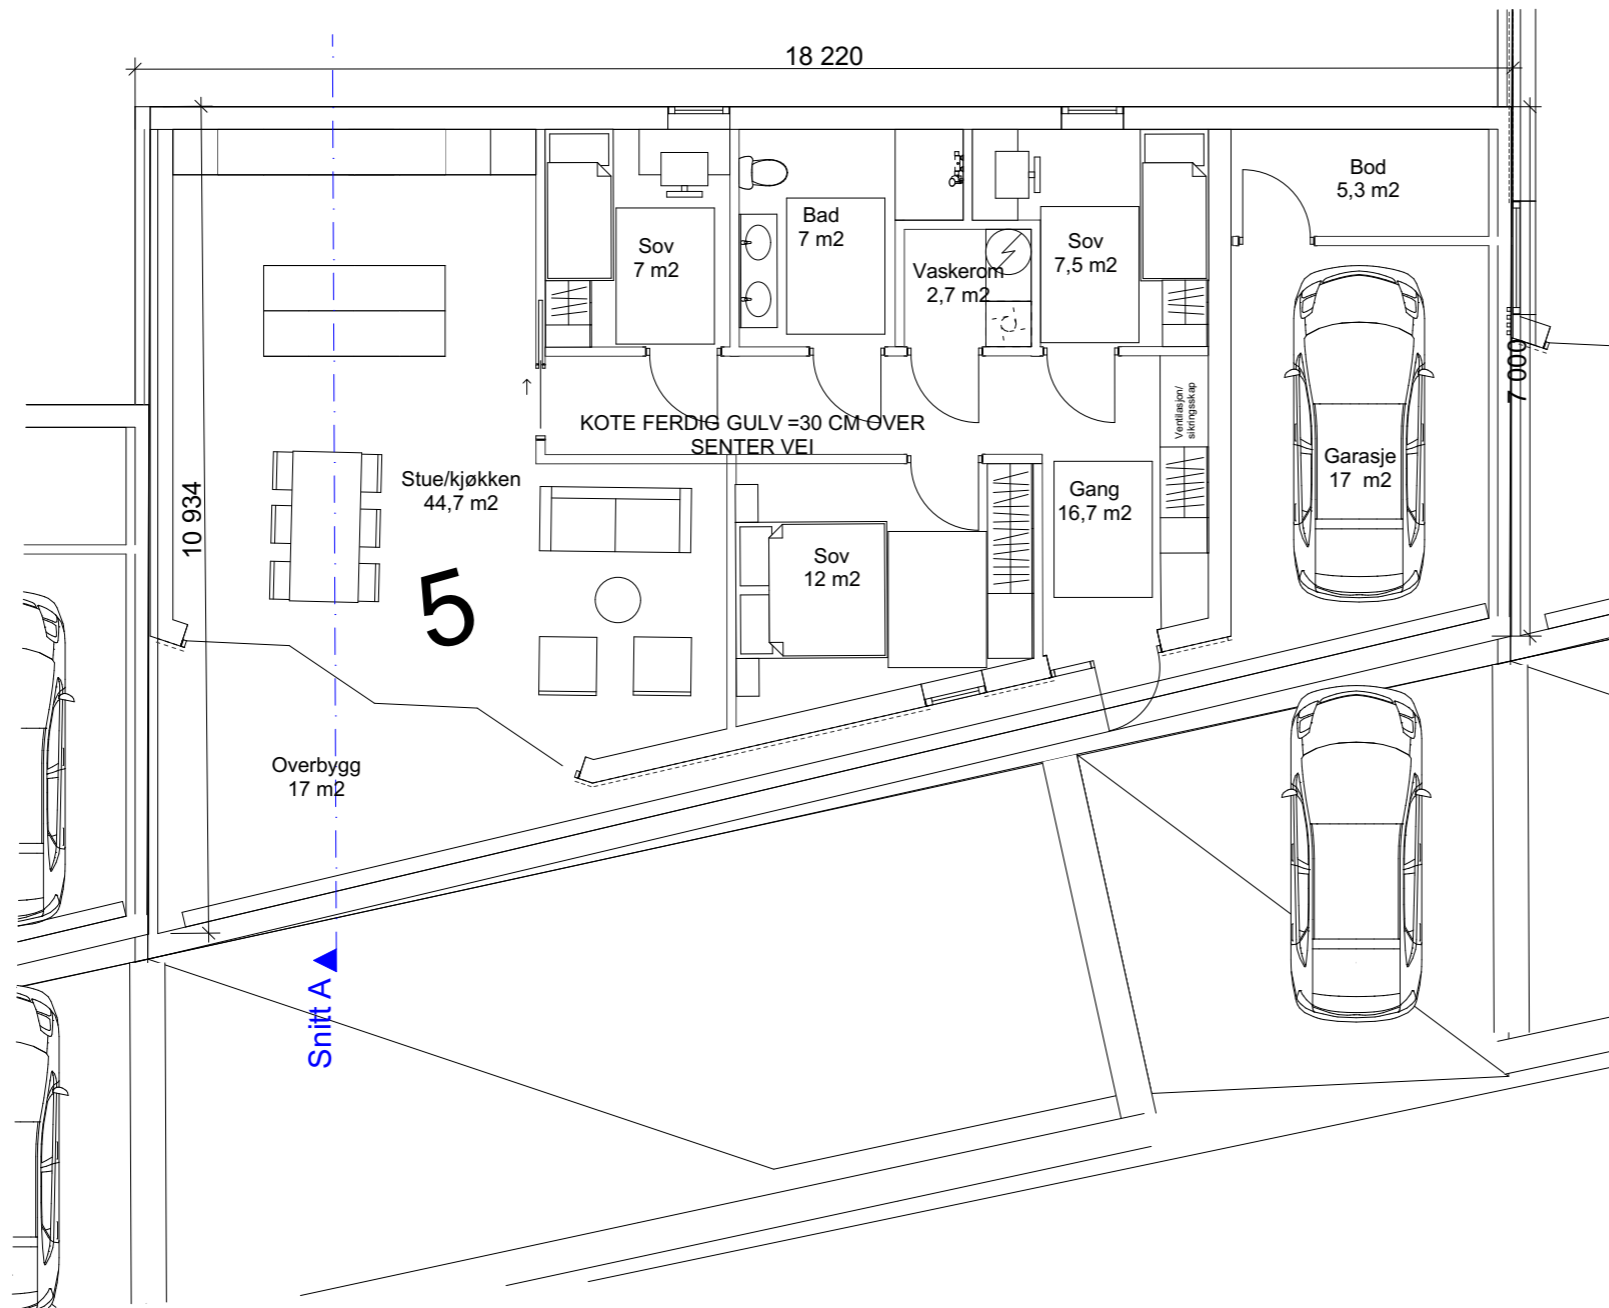 18 220
Bod
5,3 m2
Bad
7 m2
Sov
7 m2
Sov
7,5 m2
Vaskerom
2,7 m2
7 000
Ventilasjon/
sikringsskap
KOTE FERDIG GULV =30 CM OVER
SENTER VEI
Garasje
17 m2
Stue/kjøkken
44,7 m2
Gang
16,7 m2
10 934
Sov
12 m2
5
Overbygg
17 m2
Snitt A